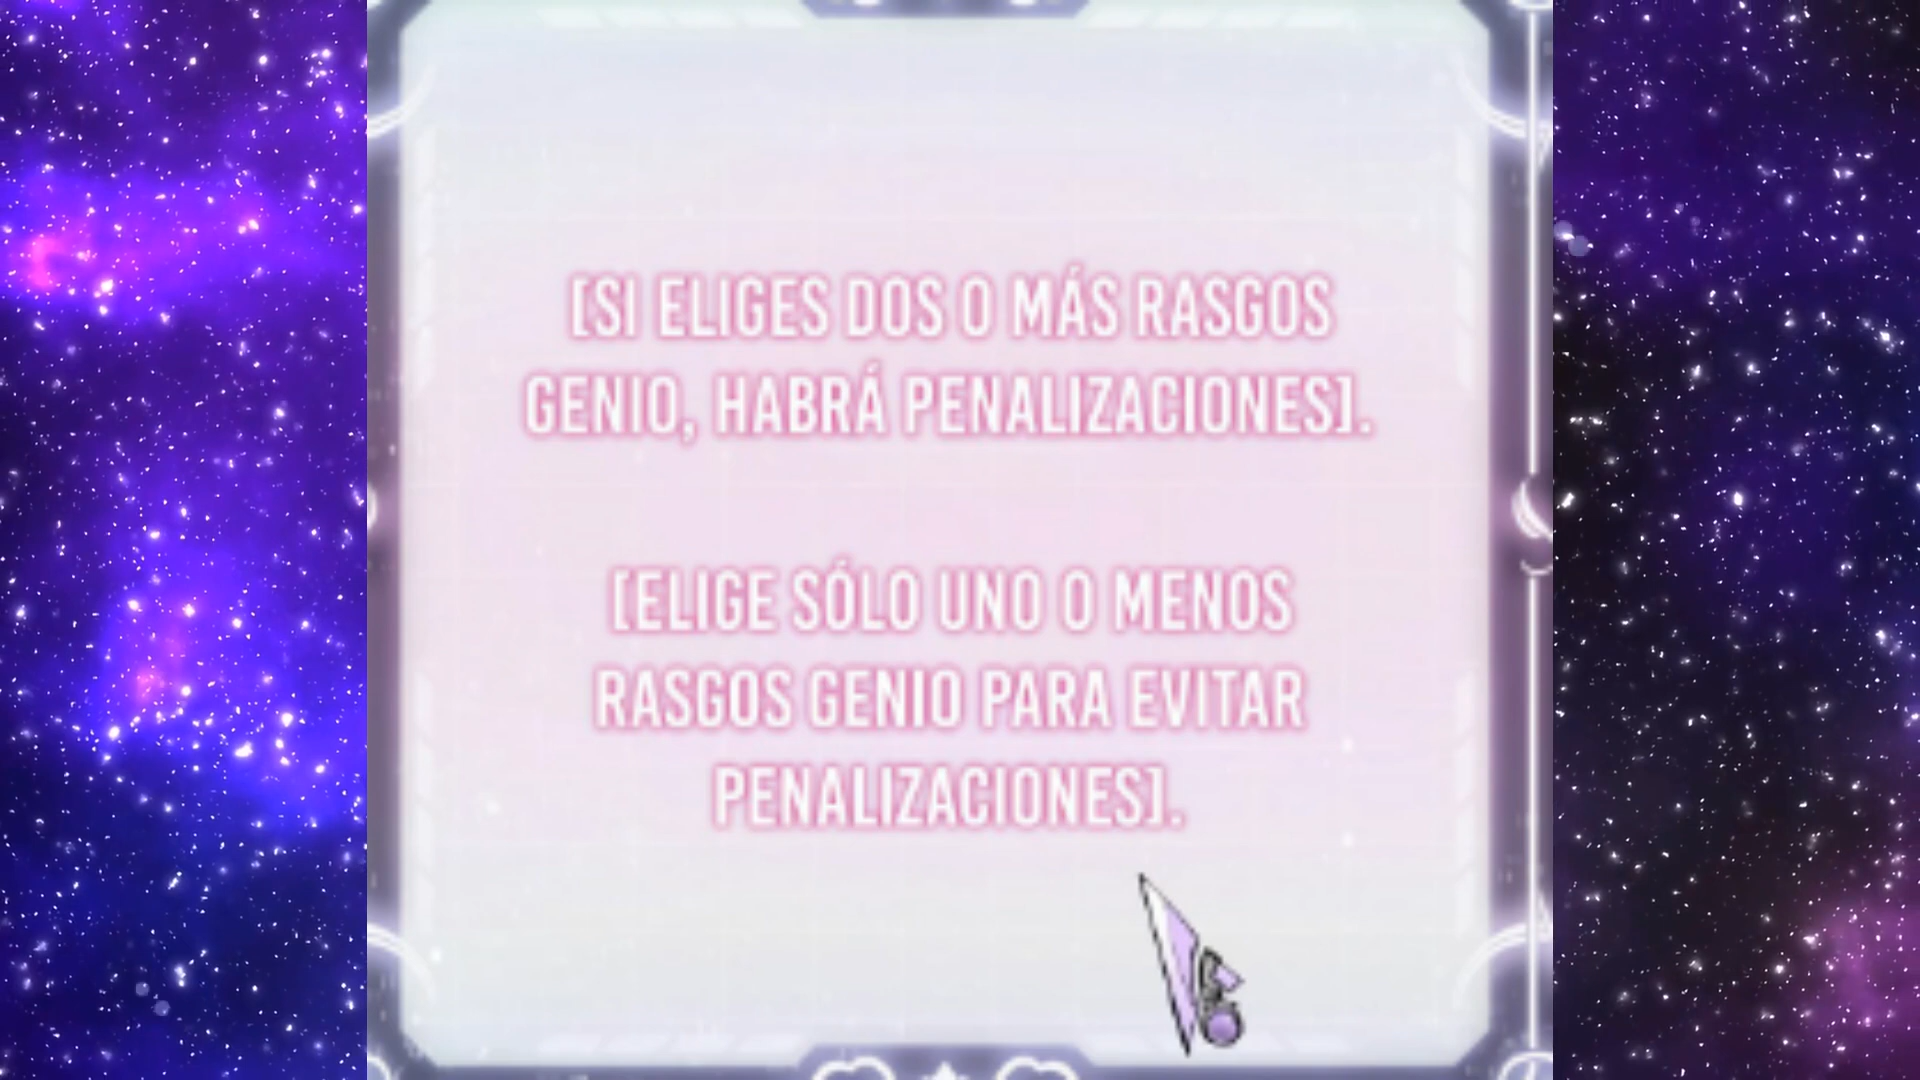 [SI ELIGES DOS O MÁS RASGOS
GENIO, HABRÁ PENALIZACIONES].
[ELIGE SÓLO UNO O MENOS
RASGOS GENIO PARA EVITAR
PENALIZACIONES].